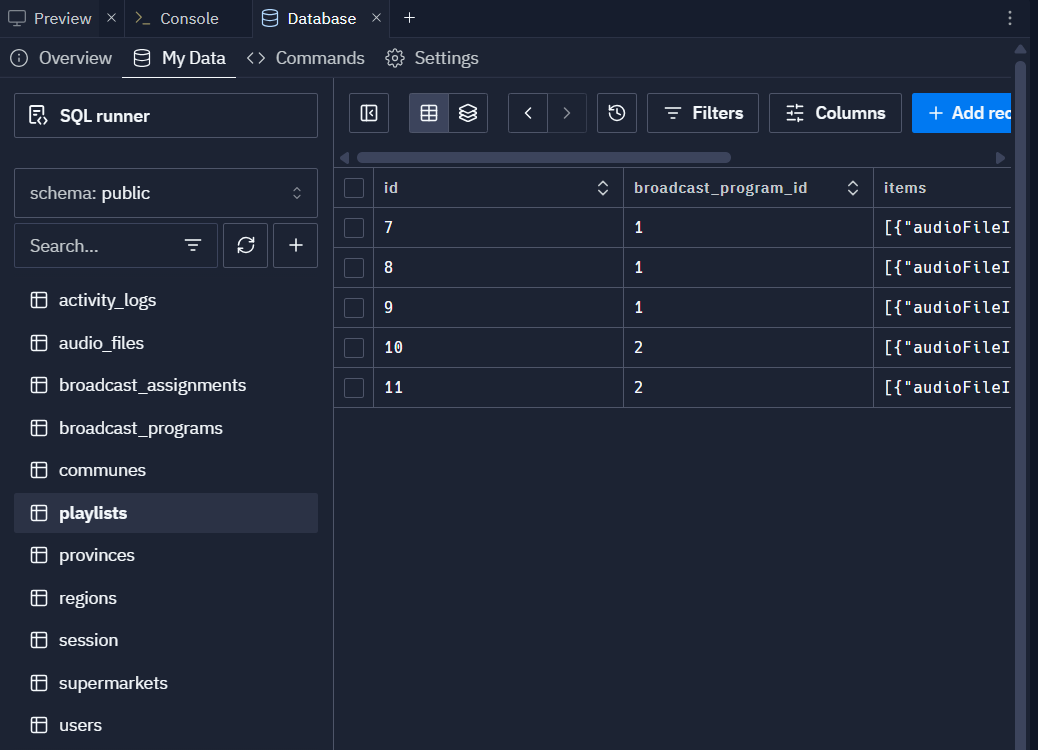 Preview
Console
Database
Overview
My Data
Commands
Settings
SQL runner
schema: public
Search...
activity_logs
audio_files
broadcast_assignments
broadcast_programs
communes
playlists
provinces
regions
session
supermarkets
users
Filters
Columns
+ Add rec
id broadcast_program_id items
7 1 [{"audioFileI
8 1 [{"audioFileI
9 1 [{"audioFileI
10 2 [{"audioFileI
11 2 [{"audioFileI